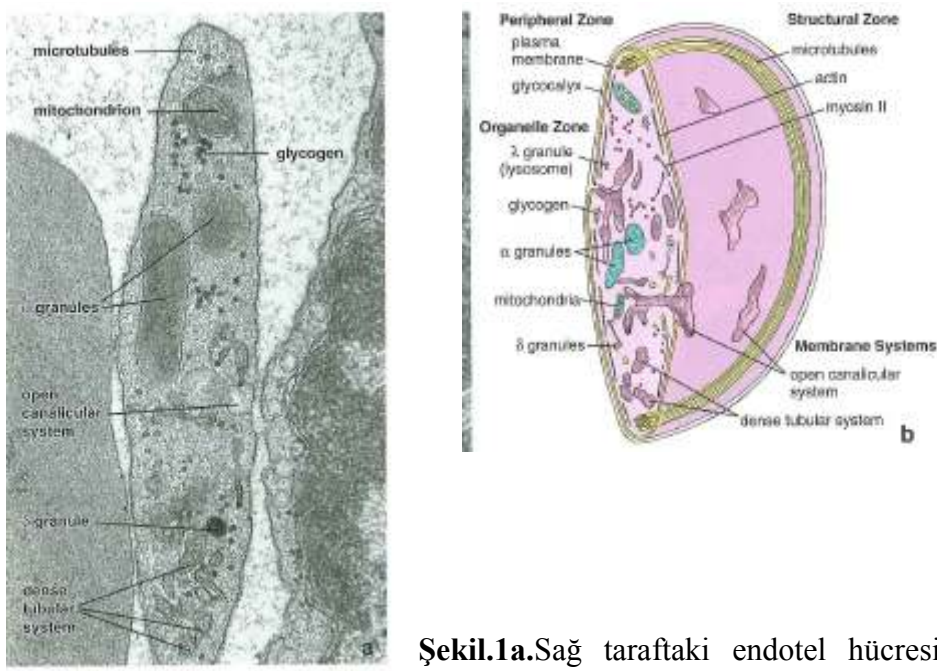 microtubules
mitochondrion
glycogen
granules
open
canalicular
system
granule
dense
tubular
system
a
Peripheral Zone
plasma
membrane
glycocalyx
Organelle Zone
λ granule
(lysosome)
glycogen
α granules
mitochondria
δ granules
Structural Zone
microtubules
actin
myosin II
Membrane Systems
open canalicular
system
dense tubular system
b
Şekil.1a.Sağ taraftaki endotel hücresi